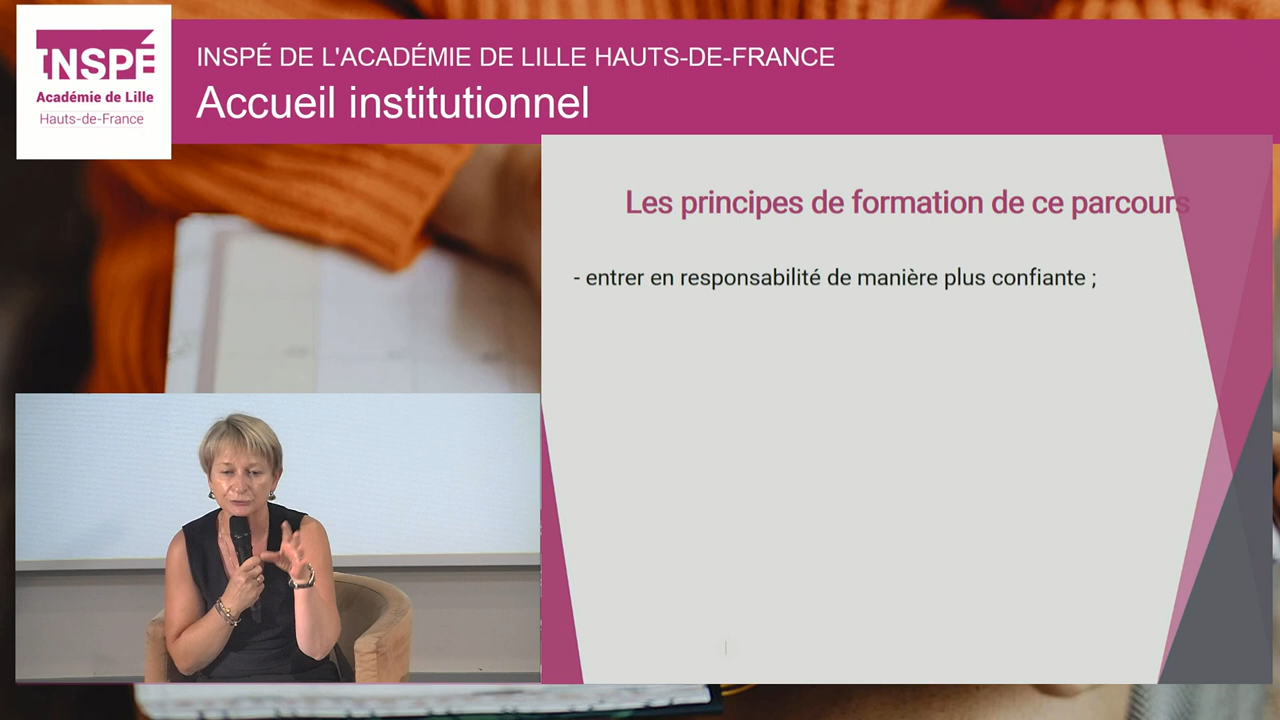 INSPÉ
Académie de Lille
Hauts-de-France
INSPÉ DE L'ACADÉMIE DE LILLE HAUTS-DE-FRANCE
Accueil institutionnel
Les principes de formation de ce parcours
- entrer en responsabilité de manière plus confiante ;